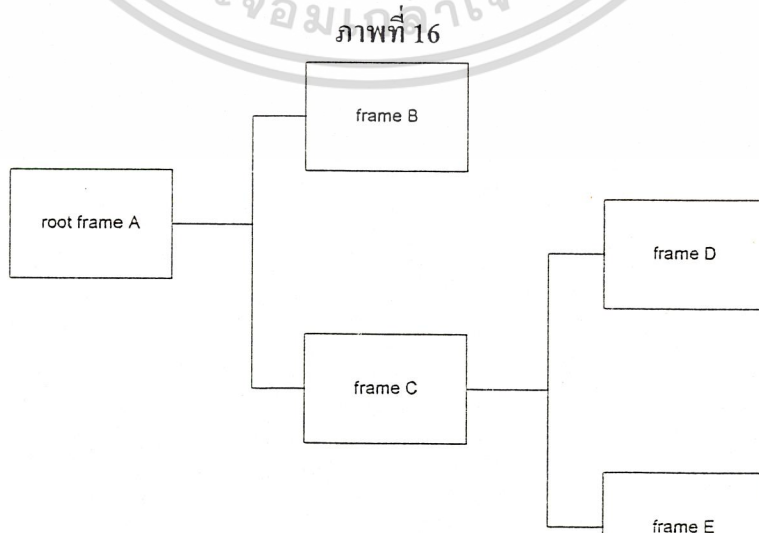 ภาพที่ 16
frame B
root frame A
frame D
frame C
frame E